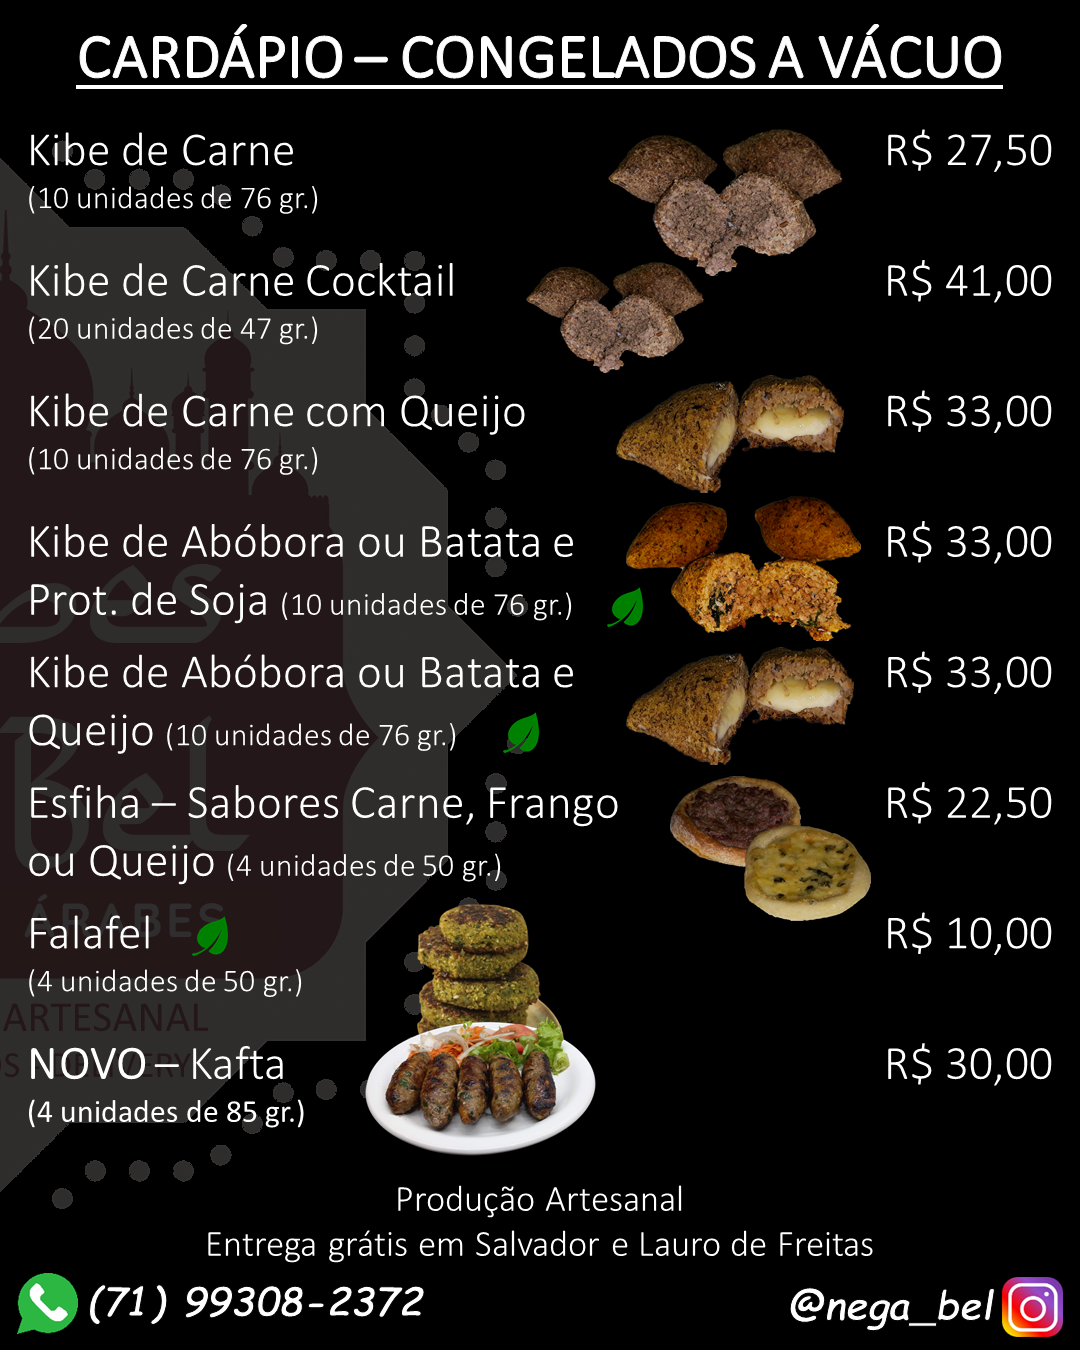 CARDÁPIO – CONGELADOS A VÁCUO
Kibe de Carne R$ 27,50
(10 unidades de 76 gr.)
Kibe de Carne Cocktail R$ 41,00
(20 unidades de 47 gr.)
Kibe de Carne com Queijo R$ 33,00
(10 unidades de 76 gr.)
Kibe de Abóbora ou Batata e R$ 33,00
Prot. de Soja (10 unidades de 76 gr.)
Kibe de Abóbora ou Batata e R$ 33,00
Queijo (10 unidades de 76 gr.)
Esfiha – Sabores Carne, Frango R$ 22,50
ou Queijo (4 unidades de 50 gr.)
ÁRABES
Falafel R$ 10,00
(4 unidades de 50 gr.)
ARTESANAL
NOVO – Kafta R$ 30,00
(4 unidades de 85 gr.)
Produção Artesanal
Entrega grátis em Salvador e Lauro de Freitas
(71) 99308-2372 @nega_bel